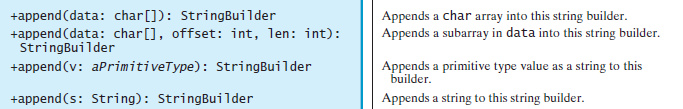 +append(data: char[]): StringBuilder
Appends a char array into this string builder.
+append(data: char[], offset: int, len: int):
StringBuilder
Appends a subarray in data into this string builder.
+append(v: aPrimitiveType): StringBuilder
Appends a primitive type value as a string to this
builder.
+append(s: String): StringBuilder
Appends a string to this string builder.